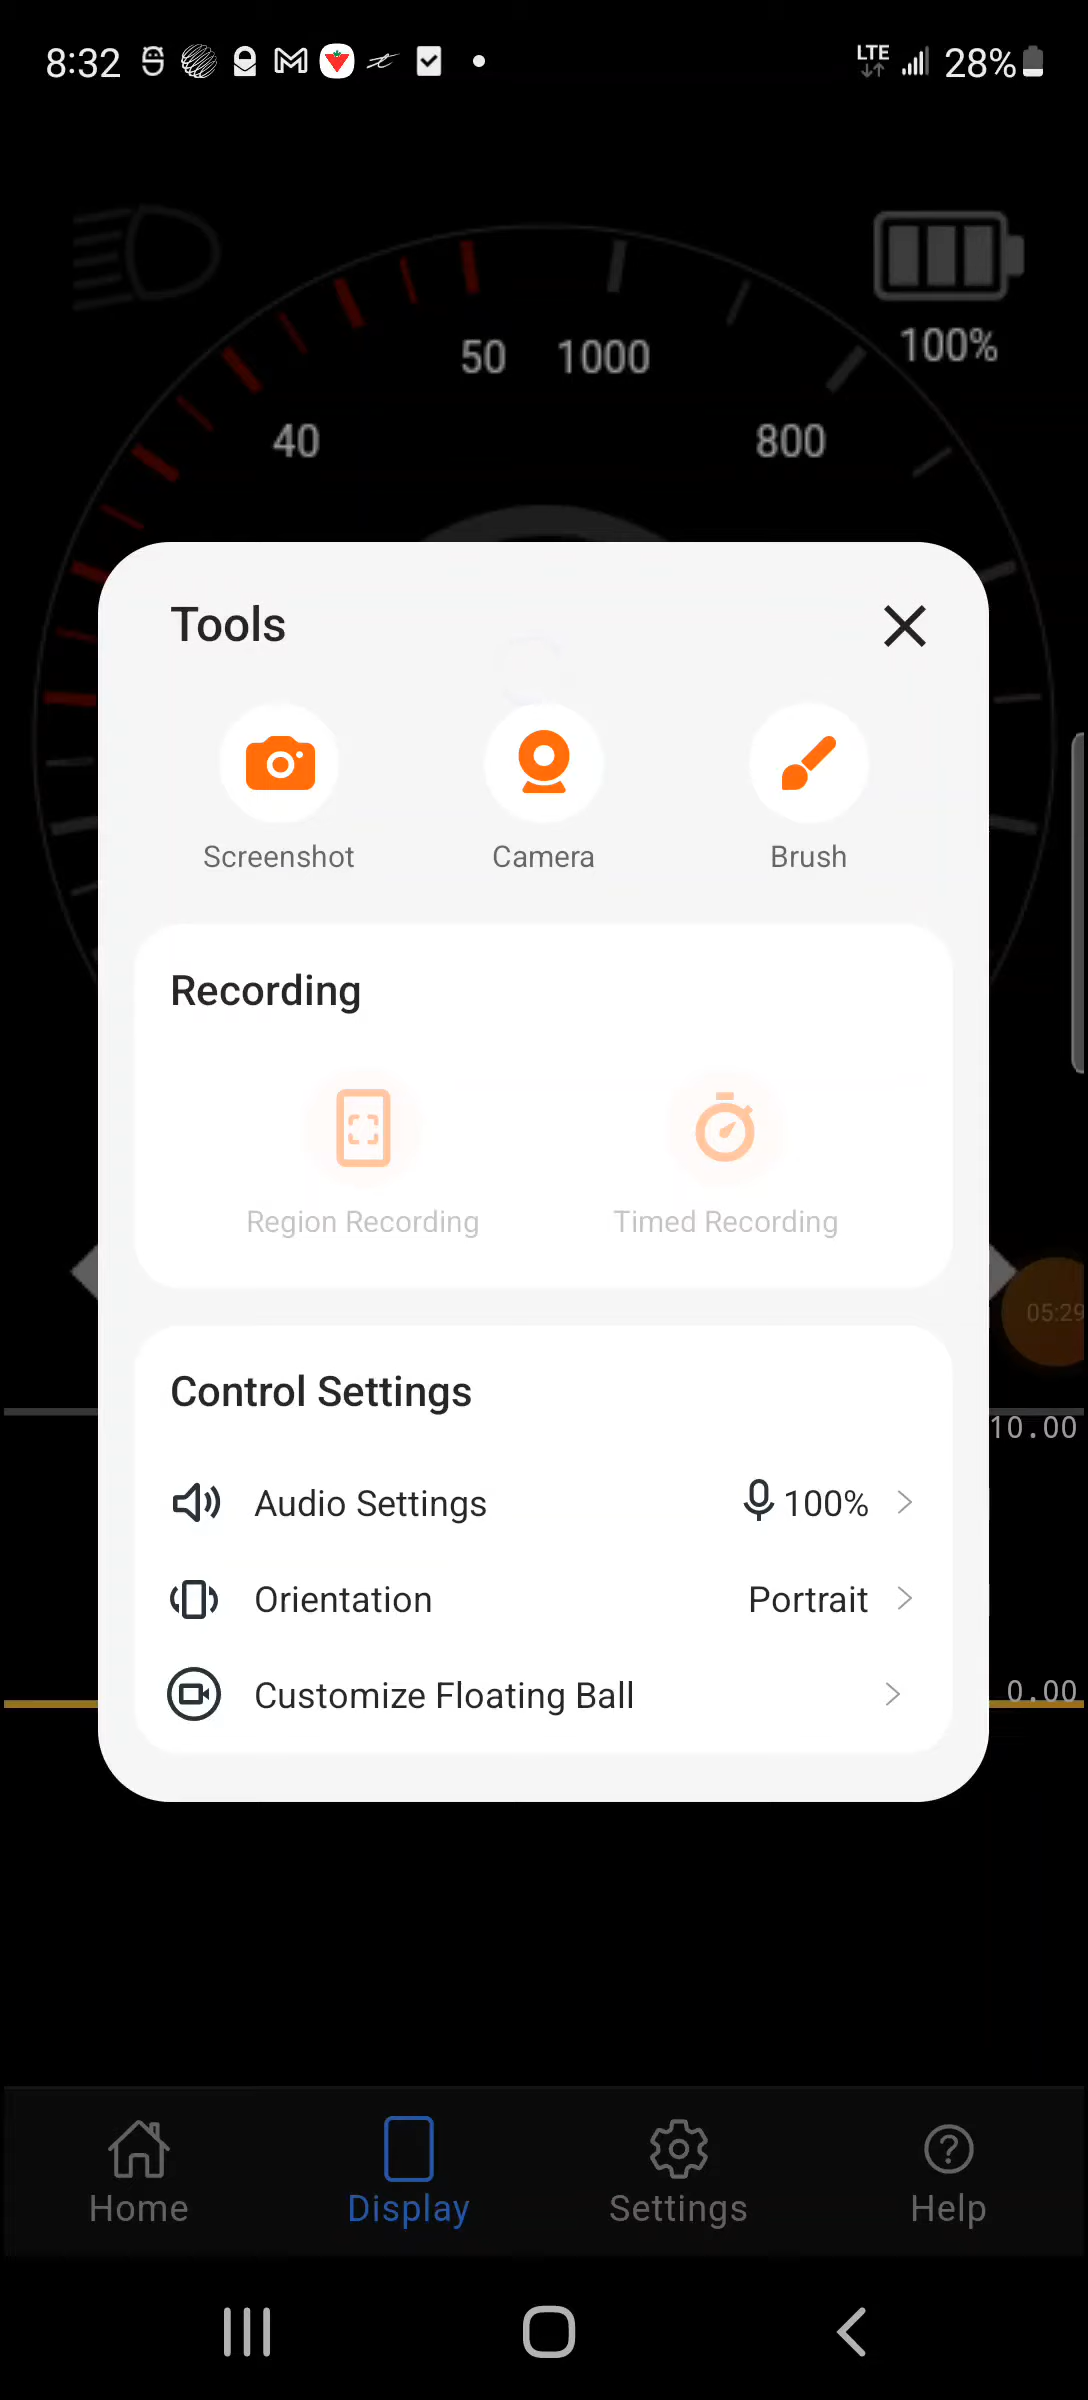 8:32 LTE 28%
100%
50 1000
40 800
Tools
Screenshot Camera Brush
Recording
Region Recording Timed Recording
05:29
Control Settings
10.00
Audio Settings 100%
Orientation Portrait
Customize Floating Ball
0.00
Home Display Settings Help